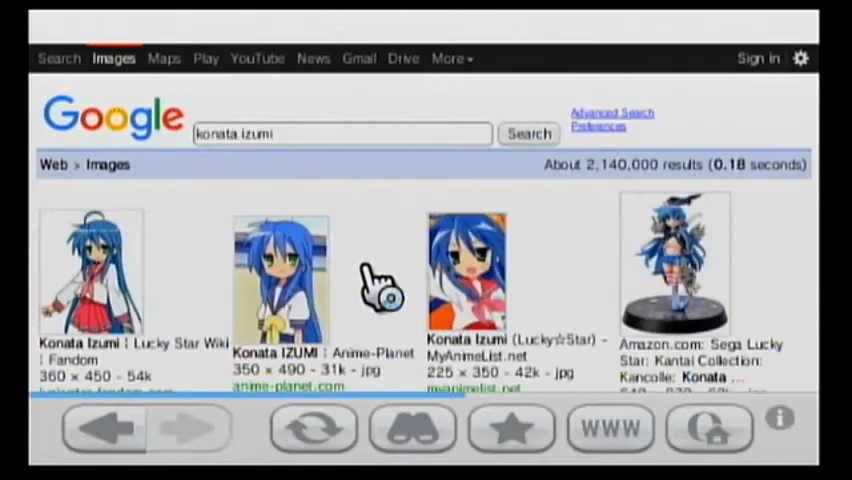 Search Images Maps Play YouTube News Gmail Drive More Sign in
Google
konata izumi
Search
Advanced Search
Preferences
Web > Images
About 2,140,000 results (0.18 seconds)
Konata Izumi | Lucky Star Wiki
| Fandom
360 × 450 - 54k
Konata IZUMI | Anime-Planet
350 × 490 - 31k - jpg
anime-planet.com
Konata Izumi (Lucky☆Star) -
MyAnimeList.net
225 × 350 - 42k - jpg
myanimelist.net
Amazon.com: Sega Lucky
Star: Kantai Collection:
Kancolle: Konata ...
WWW
i